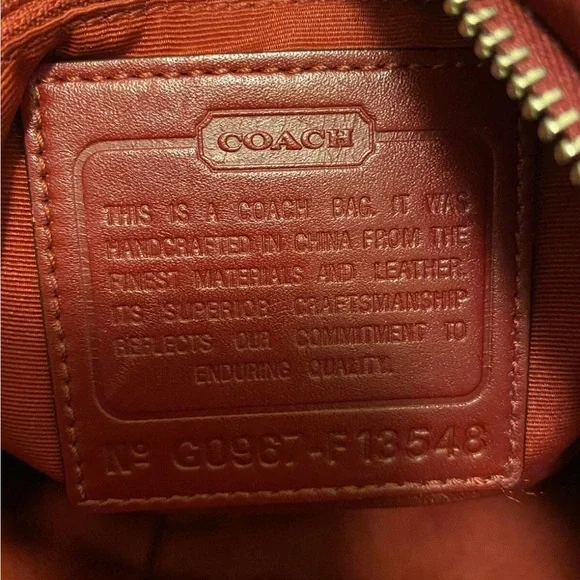 COACH
THIS IS A COACH BAG. IT WAS
HANDCRAFTED IN CHINA FROM THE
FINEST MATERIALS AND LEATHER.
ITS SUPERIOR CRAFTSMANSHIP
REFLECTS OUR COMMITMENT TO
ENDURING QUALITY.
Nº G0967-F13548